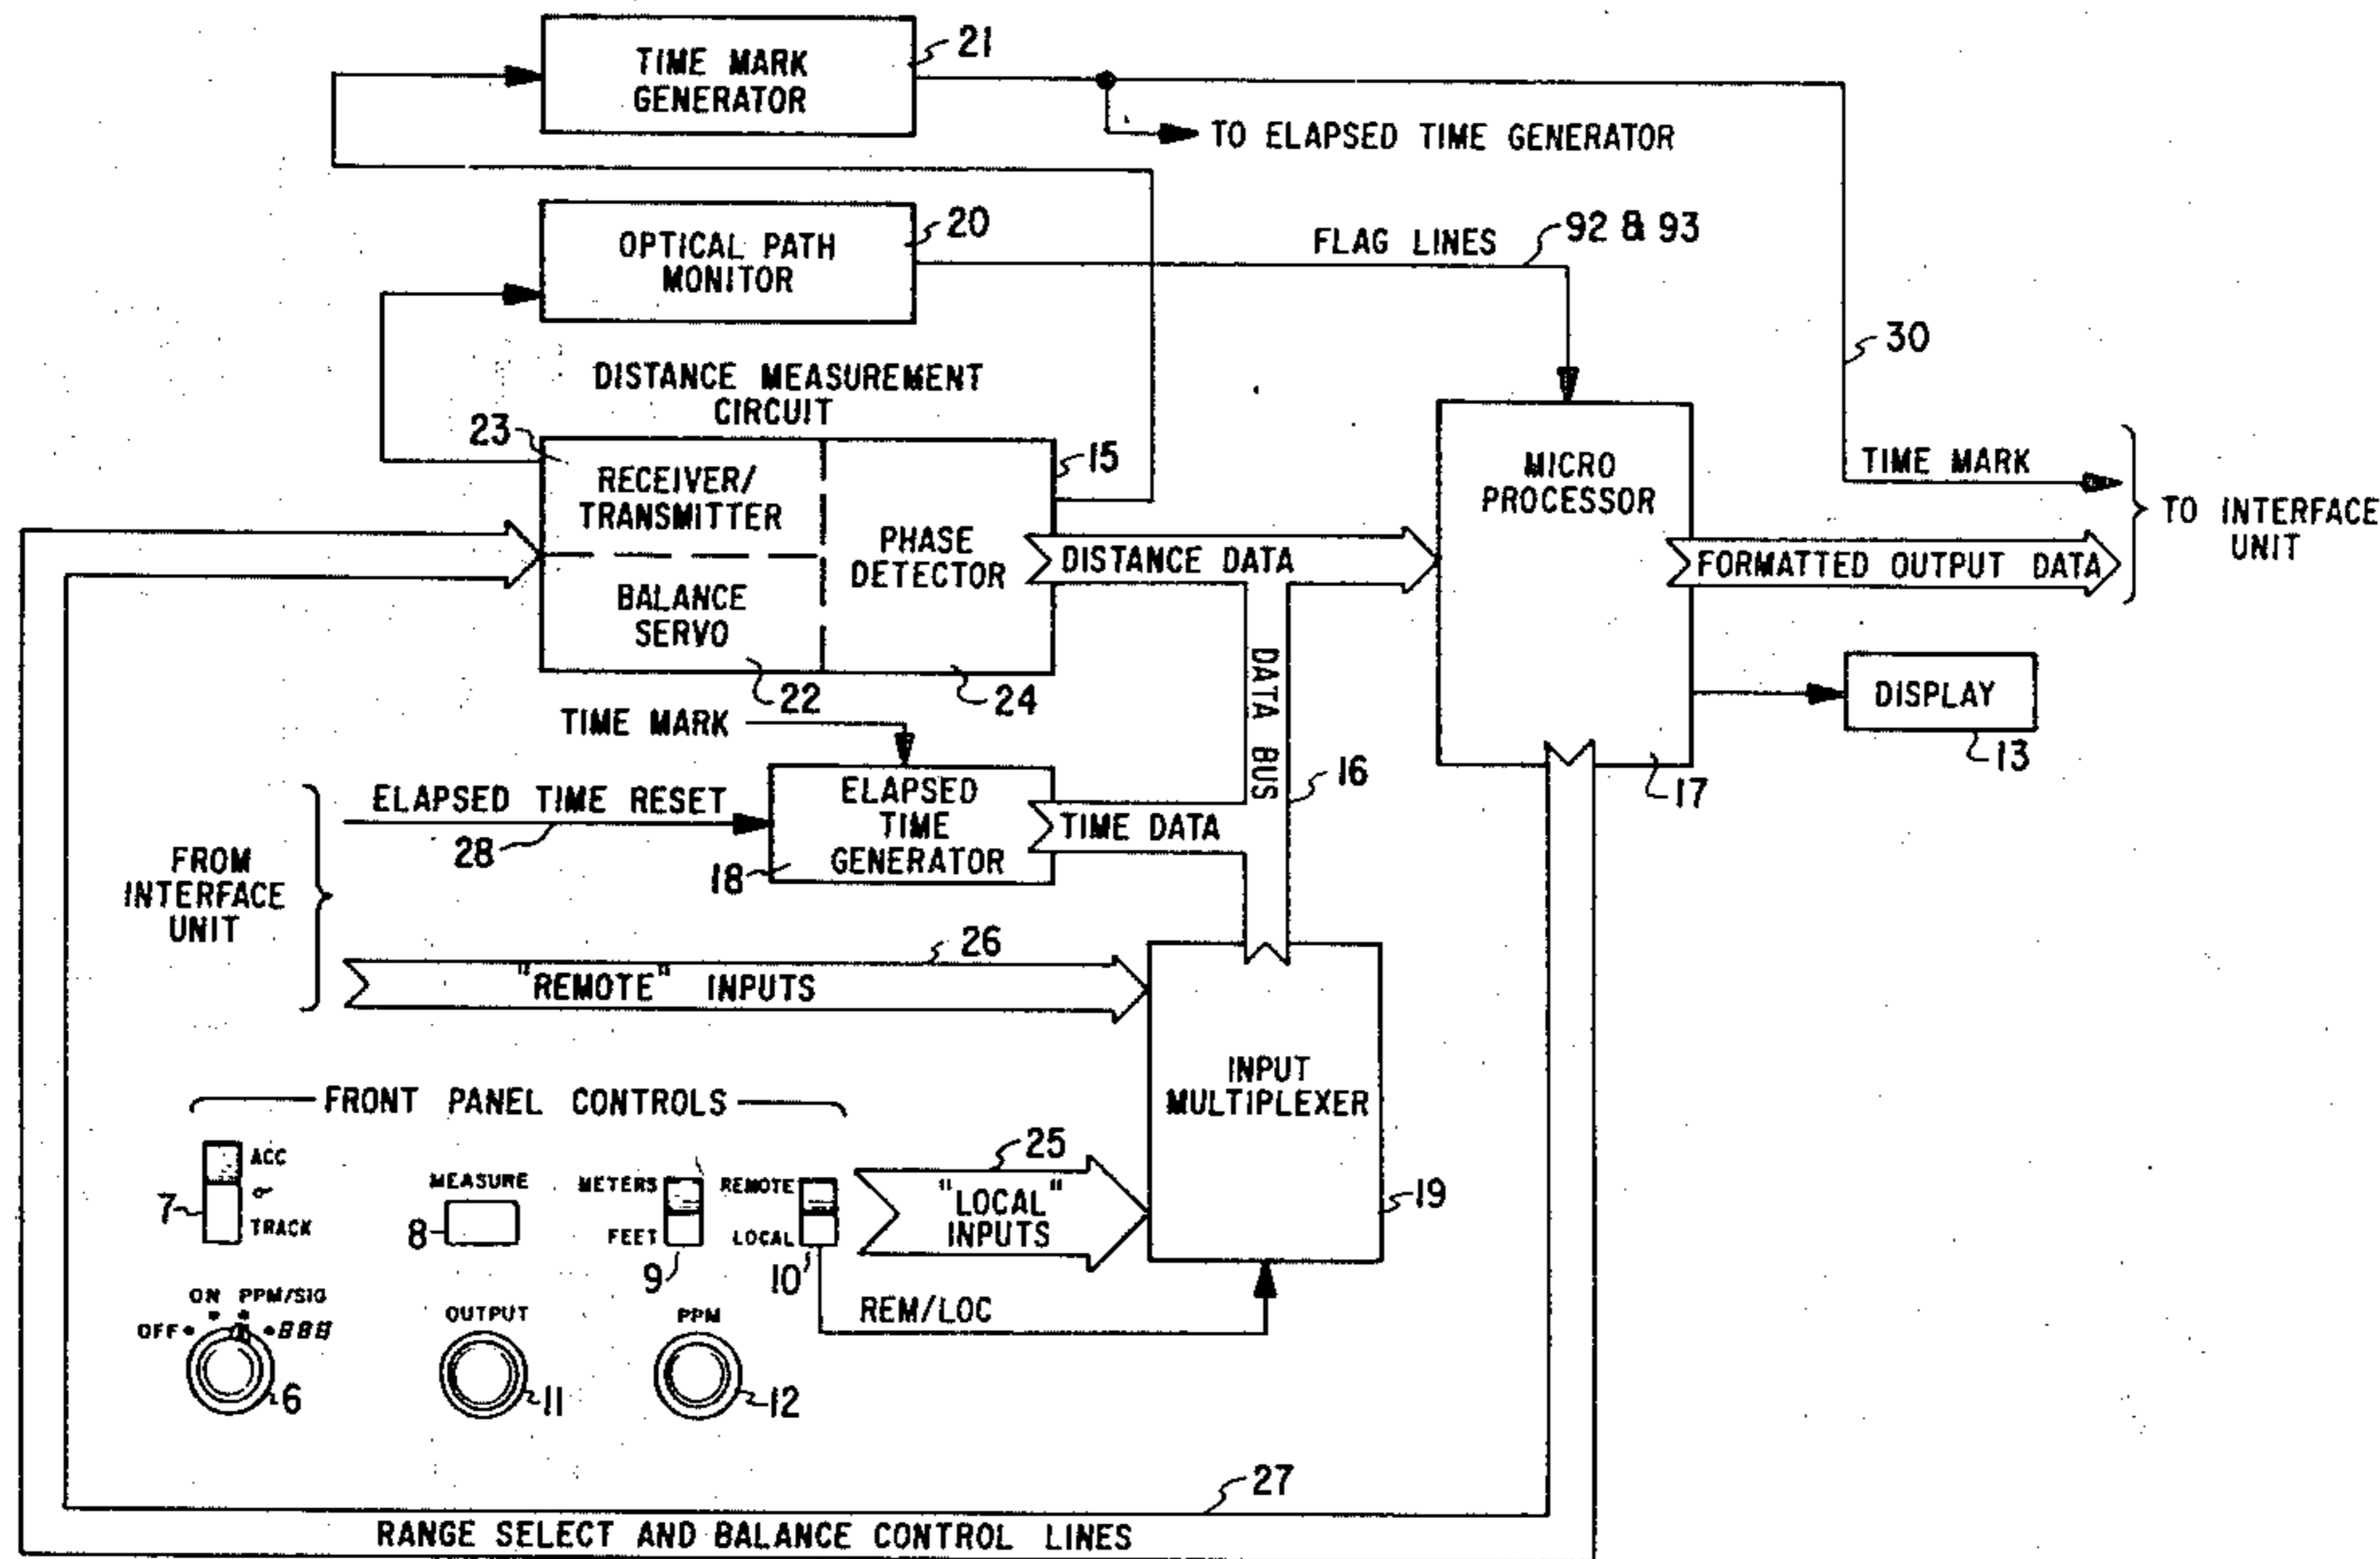 21
TIME MARK
GENERATOR
TO ELAPSED TIME GENERATOR
20
OPTICAL PATH
MONITOR
FLAG LINES
92 & 93
30
DISTANCE MEASUREMENT
CIRCUIT
23
15
RECEIVER/
TRANSMITTER
PHASE
DETECTOR
BALANCE
SERVO
22
24
DISTANCE DATA
MICRO
PROCESSOR
TIME MARK
FORMATTED OUTPUT DATA
TO INTERFACE
UNIT
DISPLAY
13
17
DATA BUS
16
TIME MARK
ELAPSED TIME RESET
28
ELAPSED
TIME
GENERATOR
18
TIME DATA
FROM
INTERFACE
UNIT
26
"REMOTE" INPUTS
INPUT
MULTIPLEXER
19
FRONT PANEL CONTROLS
ACC
TRACK
7
MEASURE
8
METERS
FEET
9
REMOTE
LOCAL
10
25
"LOCAL"
INPUTS
REM/LOC
ON PPM/SIG
OFF 888
6
OUTPUT
11
PPM
12
27
RANGE SELECT AND BALANCE CONTROL LINES